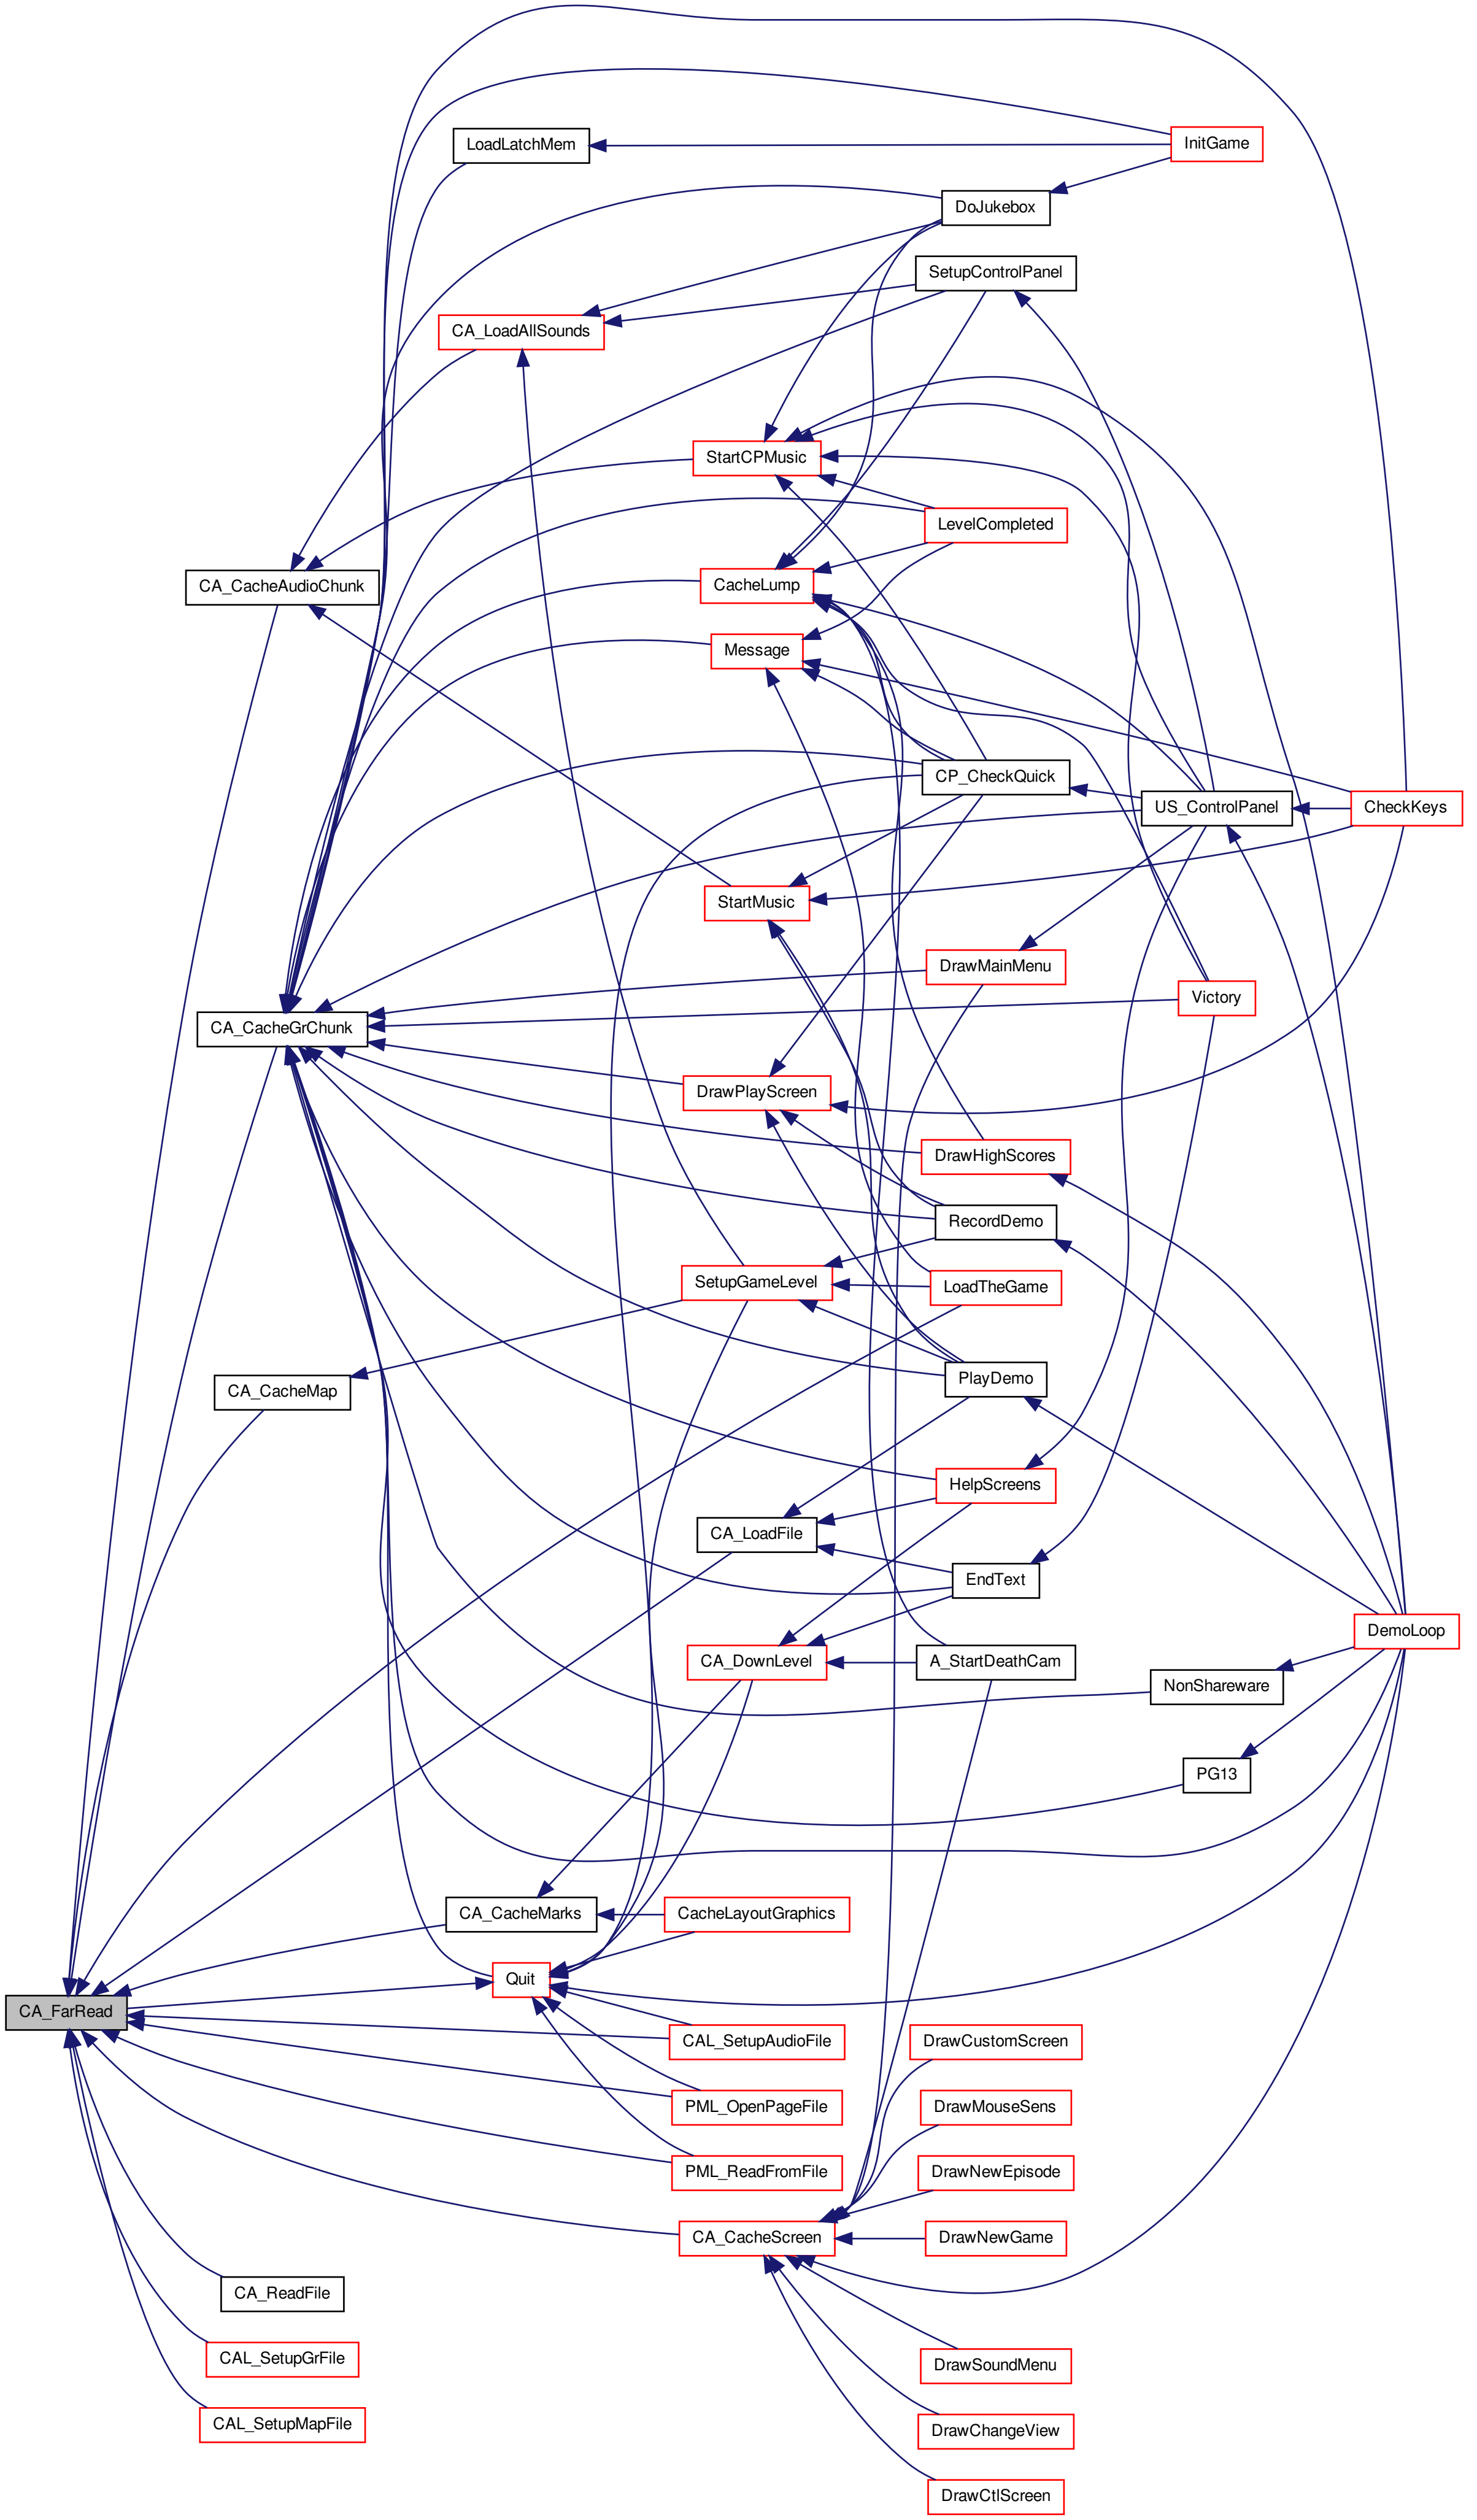 LoadLatchMem
InitGame
DoJukebox
SetupControlPanel
CA_LoadAllSounds
StartCPMusic
LevelCompleted
CA_CacheAudioChunk
CacheLump
Message
CP_CheckQuick
US_ControlPanel
CheckKeys
StartMusic
DrawMainMenu
Victory
CA_CacheGrChunk
DrawPlayScreen
DrawHighScores
RecordDemo
SetupGameLevel
LoadTheGame
CA_CacheMap
PlayDemo
HelpScreens
CA_LoadFile
EndText
DemoLoop
CA_DownLevel
A_StartDeathCam
NonShareware
PG13
CA_CacheMarks
CacheLayoutGraphics
Quit
CA_FarRead
CAL_SetupAudioFile
DrawCustomScreen
PML_OpenPageFile
DrawMouseSens
PML_ReadFromFile
DrawNewEpisode
CA_CacheScreen
DrawNewGame
CA_ReadFile
CAL_SetupGrFile
DrawSoundMenu
CAL_SetupMapFile
DrawChangeView
DrawCtlScreen